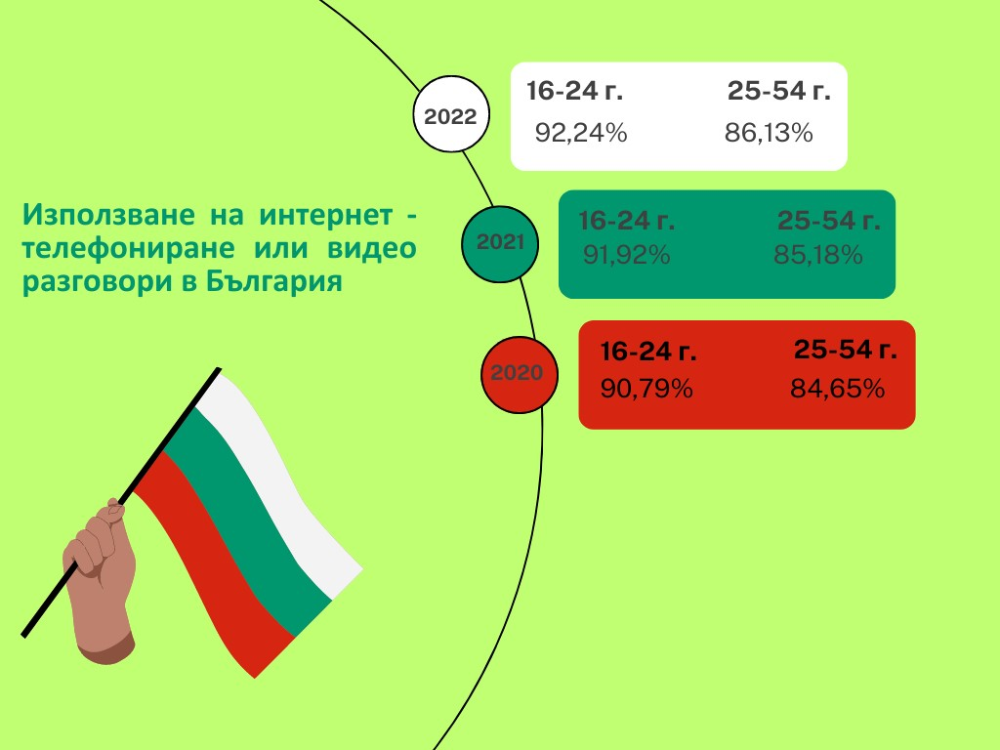 2022
16-24 г. 25-54 г.
92,24% 86,13%
Използване на интернет -
телефониране или видео
разговори в България
2021
16-24 г. 25-54 г.
91,92% 85,18%
2020
16-24 г. 25-54 г.
90,79% 84,65%